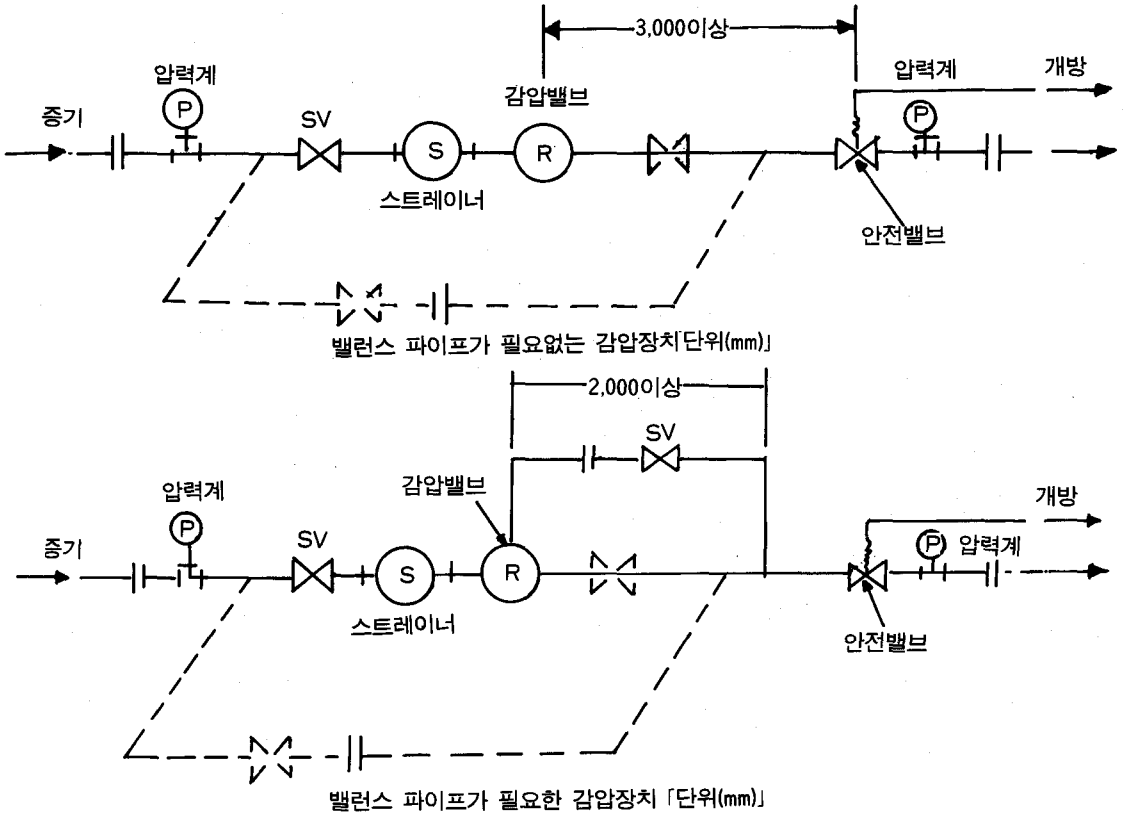 3,000이상
압력계
감압밸브
압력계
개방
증기
P
SV
P
S
R
스트레이너
안전밸브
밸런스 파이프가 필요없는 감압장치「단위(mm)」
2,000이상
SV
감압밸브
압력계
개방
증기
P
SV
P
압력계
S
R
스트레이너
안전밸브
밸런스 파이프가 필요한 감압장치「단위(mm)」